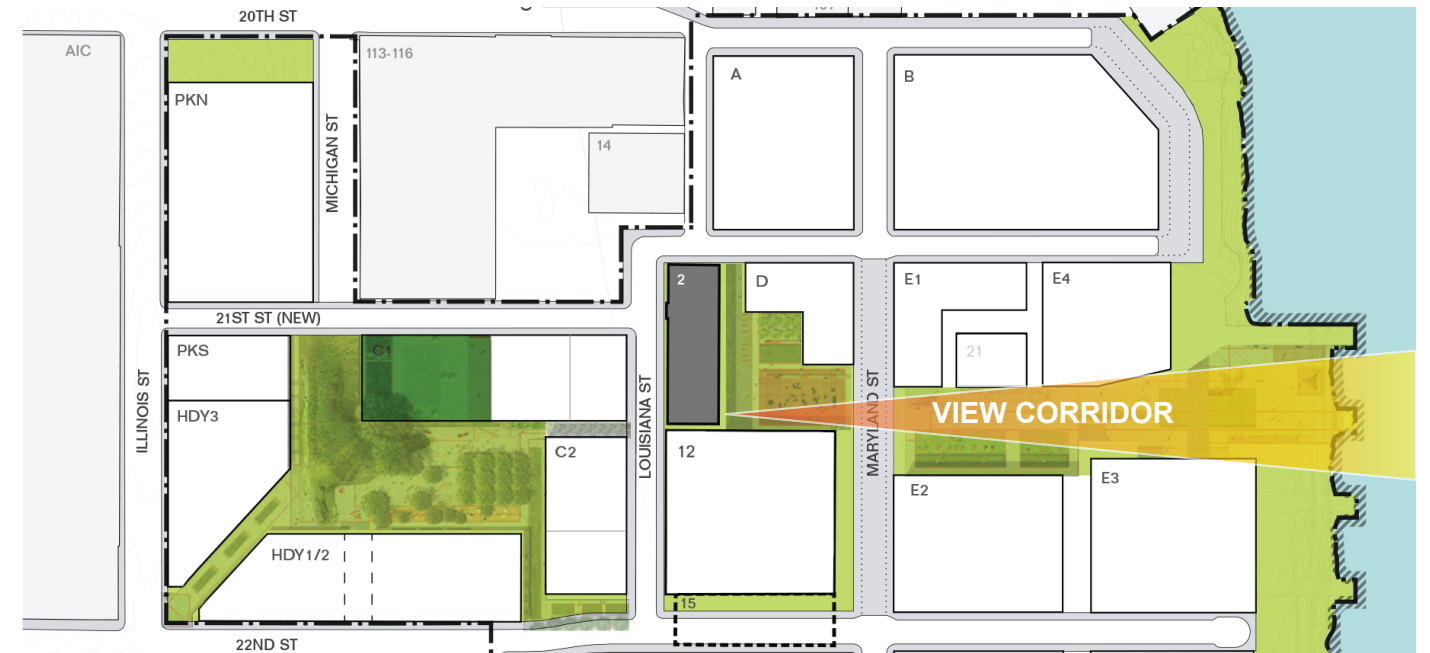 20TH ST
AIC
PKN
MICHIGAN ST
113-116
14
A
B
21ST ST (NEW)
PKS
C1
HDY3
ILLINOIS ST
C2
HDY1/2
22ND ST
LOUISIANA ST
2
D
12
15
MARYLAND ST
E1
E4
21
VIEW CORRIDOR
E2
E3